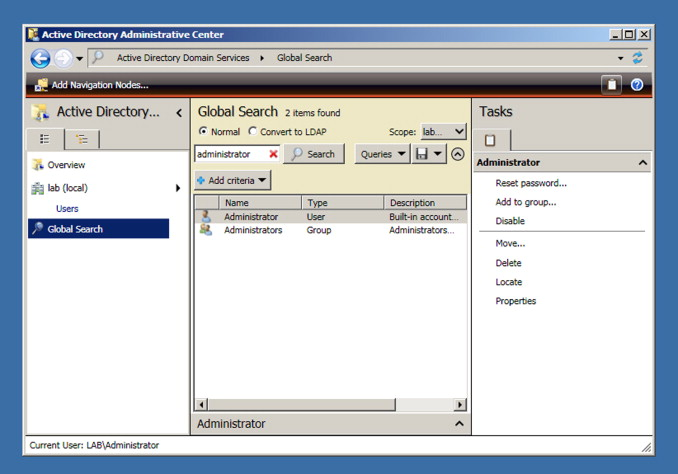 Active Directory Administrative Center
Active Directory Domain Services Global Search
Add Navigation Nodes...
Active Directory...
Overview
lab (local)
Users
Global Search
Global Search 2 items found
Normal Convert to LDAP Scope: lab...
administrator Search Queries
Add criteria
Name Type Description
Administrator User Built-in account...
Administrators Group Administrators...
Administrator
Tasks
Administrator
Reset password...
Add to group...
Disable
Move...
Delete
Locate
Properties
Current User: LAB\Administrator